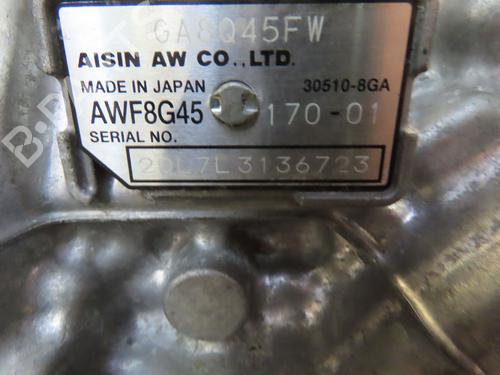 GA8Q45FW
AISIN AW CO.,LTD.
MADE IN JAPAN 30510-8GA
AWF8G45 170-01
SERIAL NO.
20L7L3136723